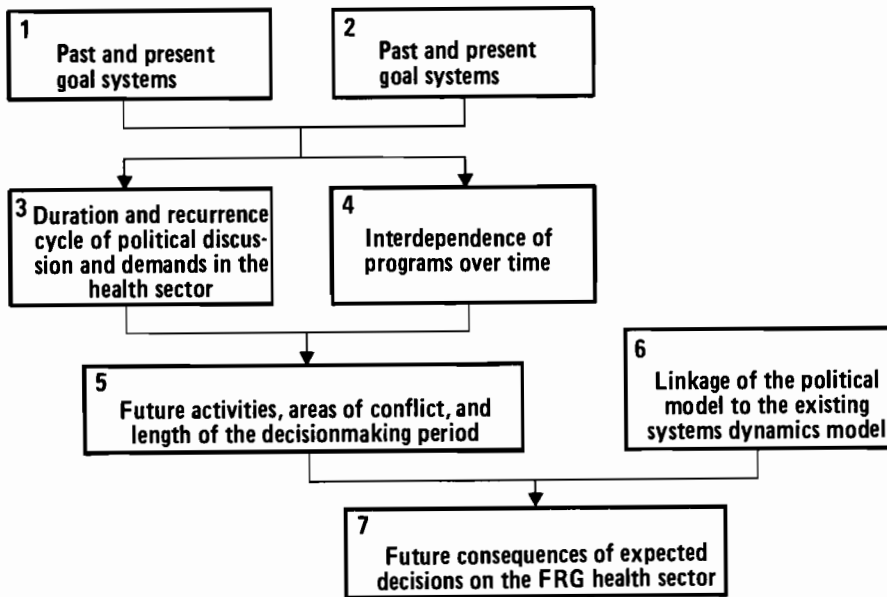 1
Past and present
goal systems
2
Past and present
goal systems
3
Duration and recurrence
cycle of political discus-
sion and demands in the
health sector
4
Interdependence of
programs over time
5
Future activities, areas of conflict, and
length of the decisionmaking period
6
Linkage of the political
model to the existing
systems dynamics model
7
Future consequences of expected
decisions on the FRG health sector